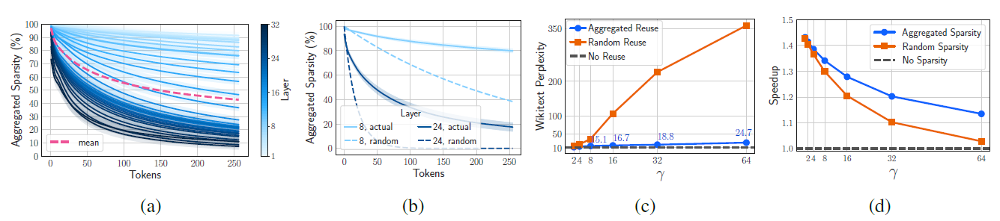 Aggregated Sparsity (%)
100
90
80
70
60
50
40
30
20
10
0
mean
0 50 100 150 200 250
Tokens
32
24
16
8
1
Layer
(a)
Aggregated Sparsity (%)
100
80
60
40
20
0
Layer
8, actual 24, actual
8, random 24, random
0 50 100 150 200 250
Tokens
(b)
Wikitext Perplexity
350
200
100
50
10
Aggregated Reuse
Random Reuse
No Reuse
15.1 16.7 18.8 24.7
2 4 8 16 32 64
γ
(c)
Speedup
1.5
1.4
1.3
1.2
1.1
1.0
Aggregated Sparsity
Random Sparsity
No Sparsity
2 4 8 16 32 64
γ
(d)